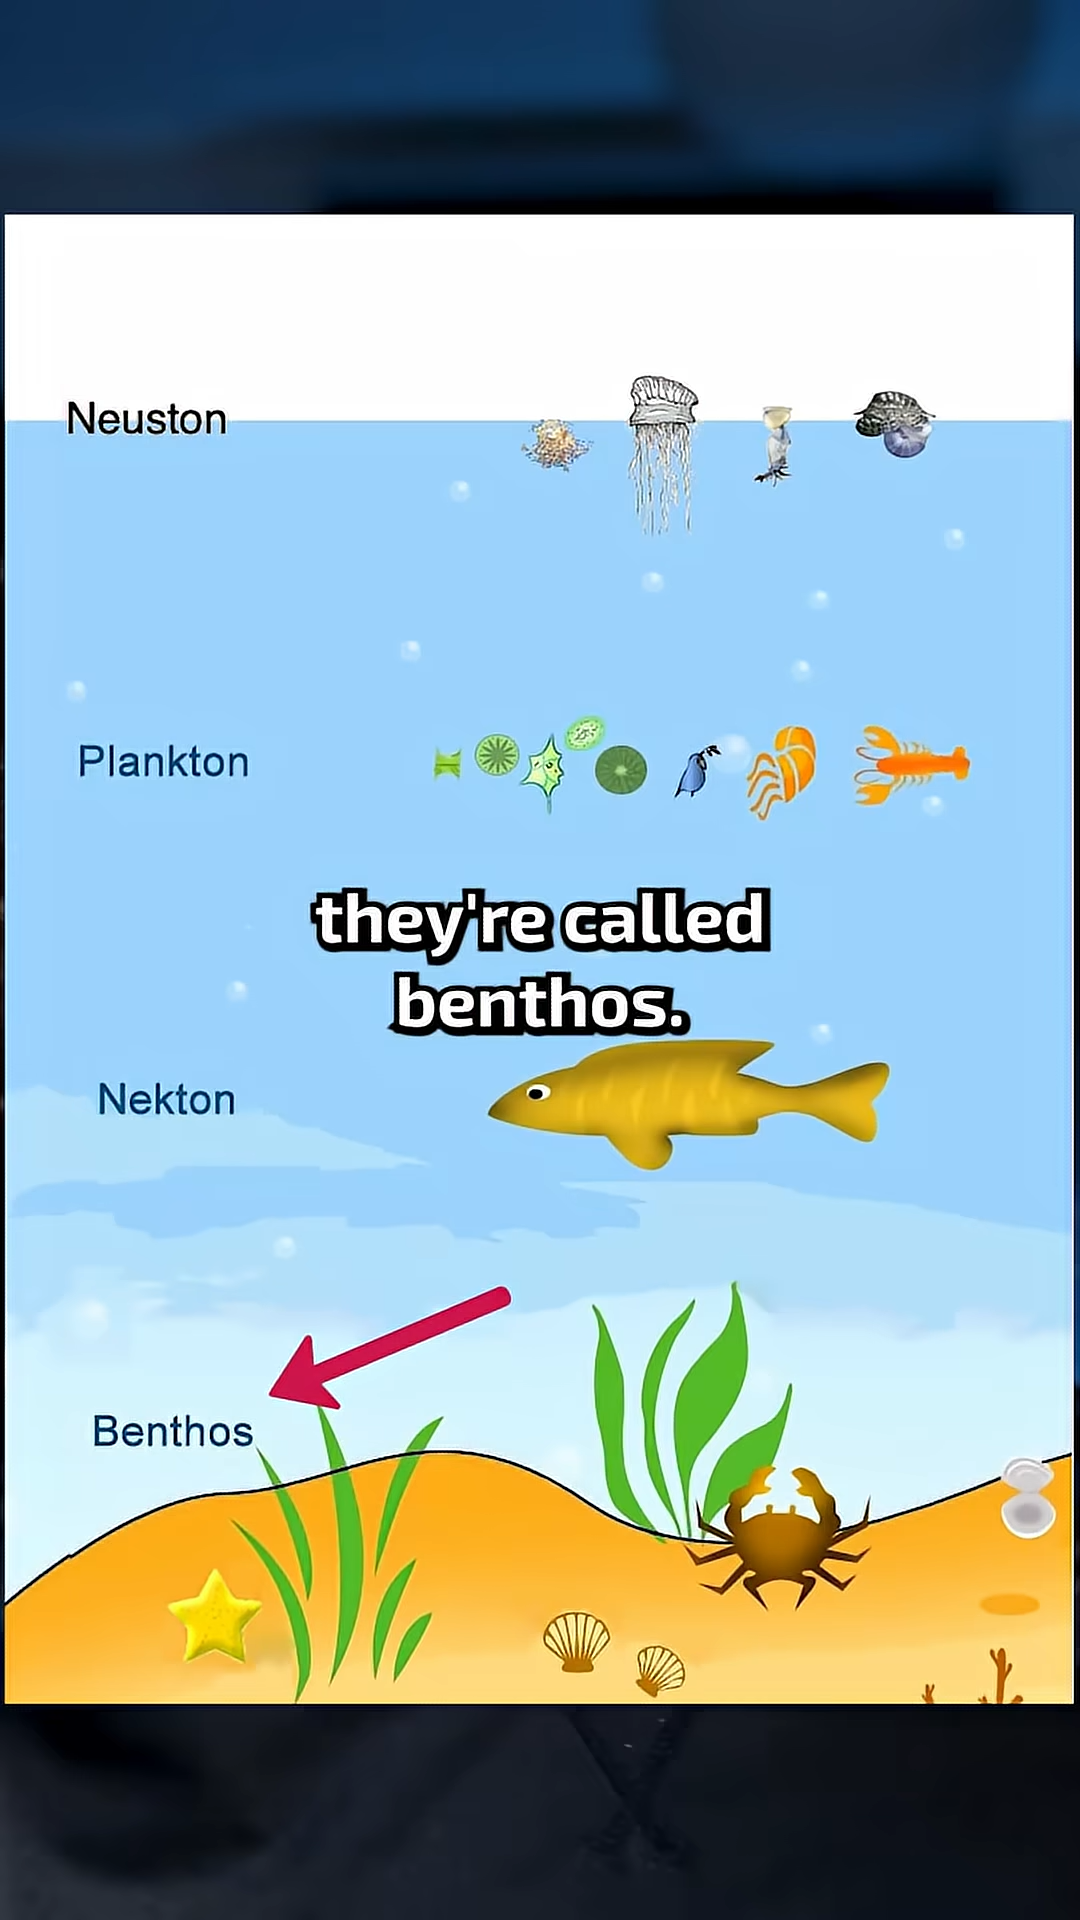 Neuston
Plankton
they're called
benthos.
Nekton
Benthos